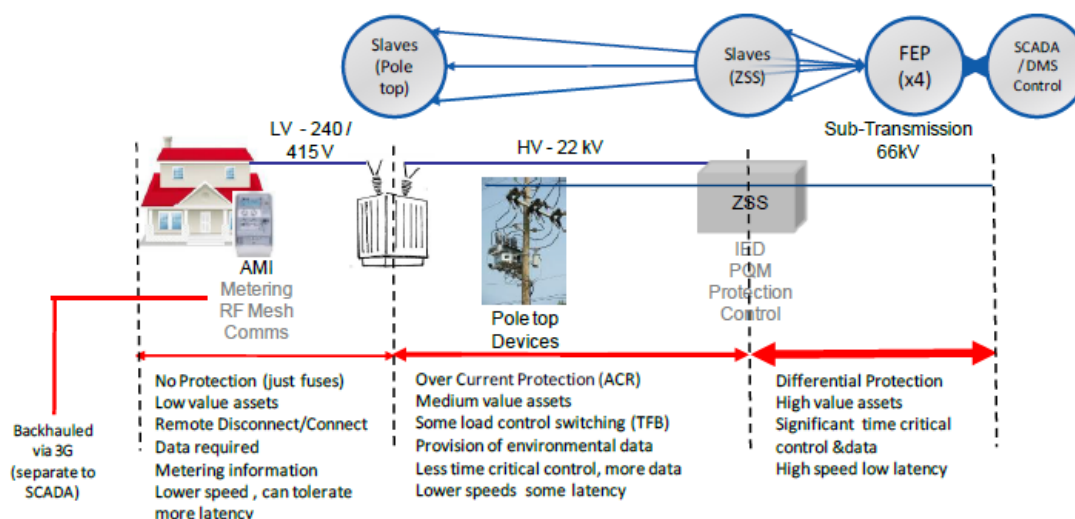 Slaves
(Pole
top)
Slaves
(ZSS)
FEP
(x4)
SCADA
/ DMS
Control
LV - 240 /
415 V
HV - 22 kV
Sub-Transmission
66kV
ZSS
AMI
Metering
RF Mesh
Comms
Pole top
Devices
IED
PQM
Protection
Control
Backhauled
via 3G
(separate to
SCADA)
No Protection (just fuses)
Low value assets
Remote Disconnect/Connect
Data required
Metering information
Lower speed , can tolerate
more latency
Over Current Protection (ACR)
Medium value assets
Some load control switching (TFB)
Provision of environmental data
Less time critical control, more data
Lower speeds some latency
Differential Protection
High value assets
Significant time critical
control &data
High speed low latency